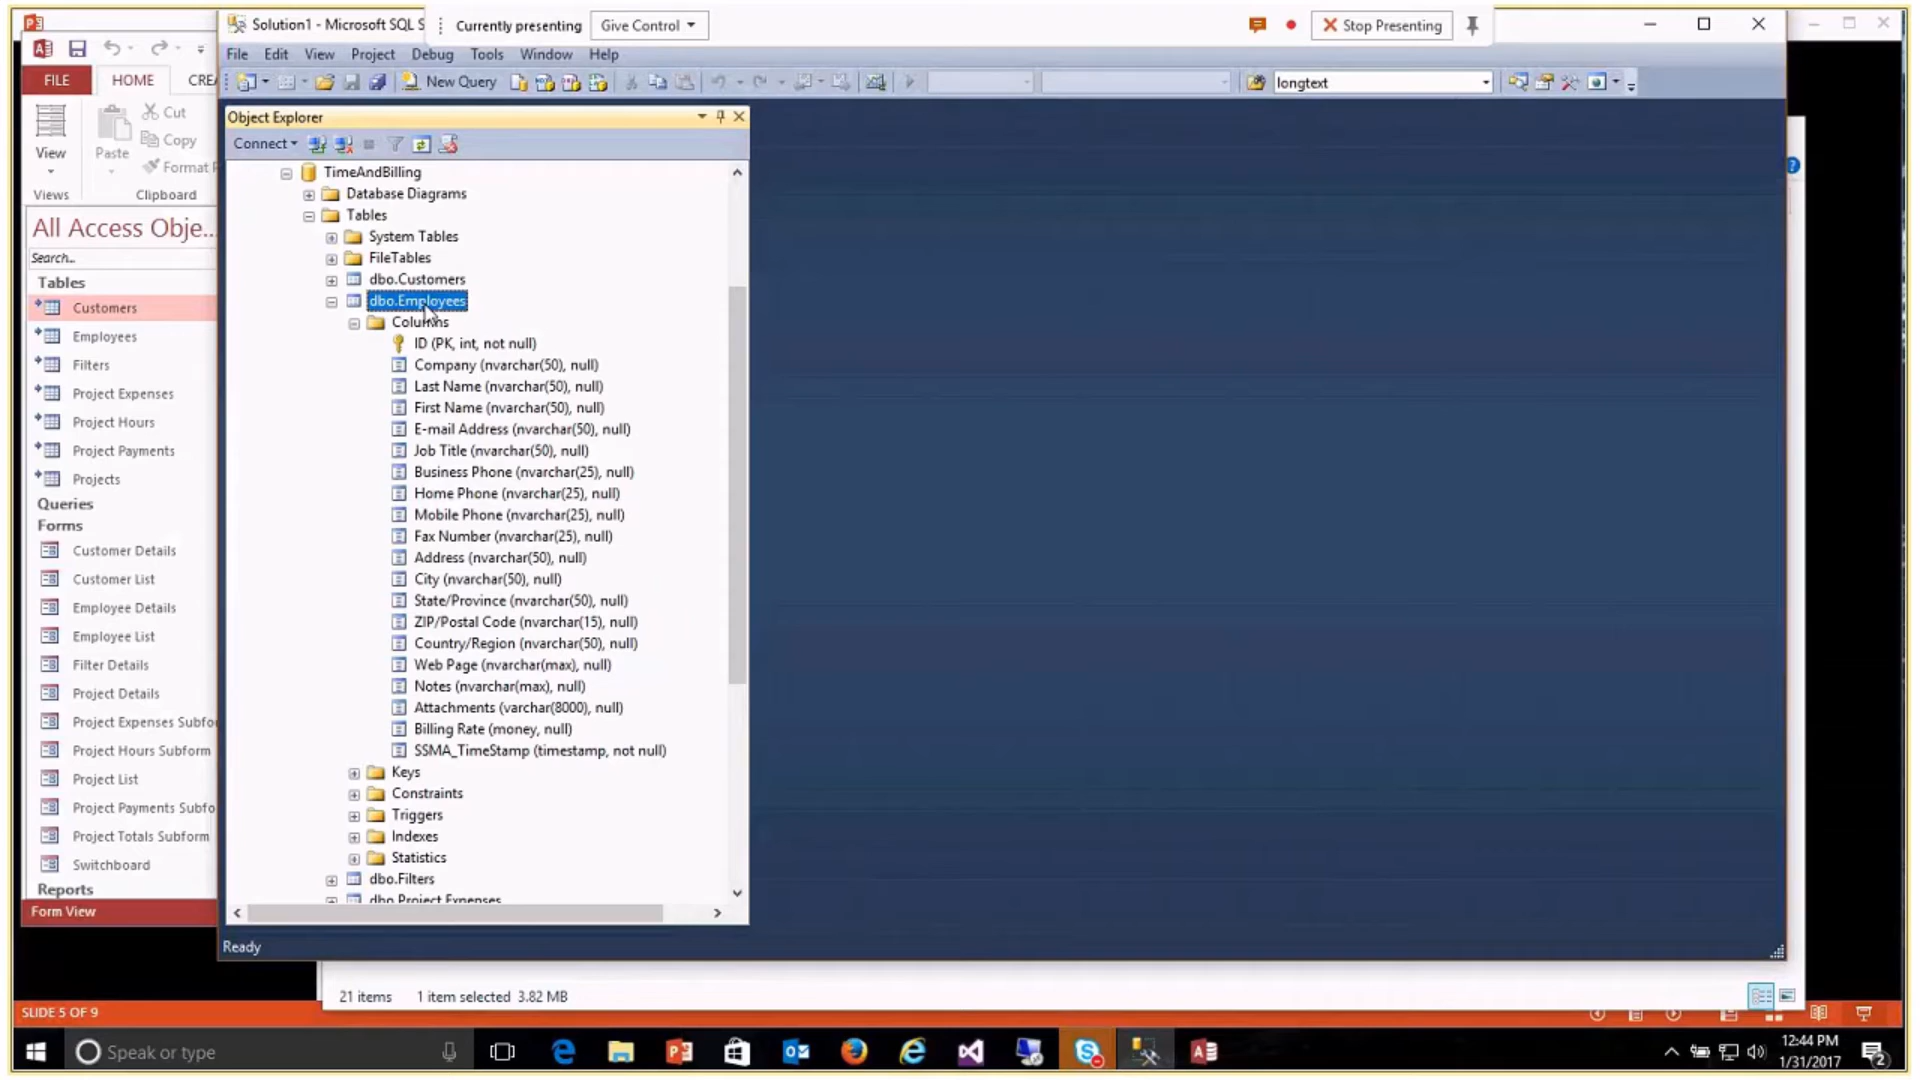 Solution1 - Microsoft SQL S
Currently presenting
Give Control
Stop Presenting
File Edit View Project Debug Tools Window Help
FILE
HOME
CREA
New Query
longtext
View
Views
Paste
Cut
Copy
Format P
Clipboard
All Access Obje...
Search..
Tables
Customers
Employees
Filters
Project Expenses
Project Hours
Project Payments
Projects
Queries
Forms
Customer Details
Customer List
Employee Details
Employee List
Filter Details
Project Details
Project Expenses Subfo
Project Hours Subform
Project List
Project Payments Subfo
Project Totals Subform
Switchboard
Reports
Form View
Object Explorer
Connect
TimeAndBilling
Database Diagrams
Tables
System Tables
FileTables
dbo.Customers
dbo.Employees
Columns
ID (PK, int, not null)
Company (nvarchar(50), null)
Last Name (nvarchar(50), null)
First Name (nvarchar(50), null)
E-mail Address (nvarchar(50), null)
Job Title (nvarchar(50), null)
Business Phone (nvarchar(25), null)
Home Phone (nvarchar(25), null)
Mobile Phone (nvarchar(25), null)
Fax Number (nvarchar(25), null)
Address (nvarchar(50), null)
City (nvarchar(50), null)
State/Province (nvarchar(50), null)
ZIP/Postal Code (nvarchar(15), null)
Country/Region (nvarchar(50), null)
Web Page (nvarchar(max), null)
Notes (nvarchar(max), null)
Attachments (varchar(8000), null)
Billing Rate (money, null)
SSMA_TimeStamp (timestamp, not null)
Keys
Constraints
Triggers
Indexes
Statistics
dbo.Filters
dbo.Project Expenses
Ready
21 items 1 item selected 3.82 MB
SLIDE 5 OF 9
Speak or type
12:44 PM
1/31/2017
2